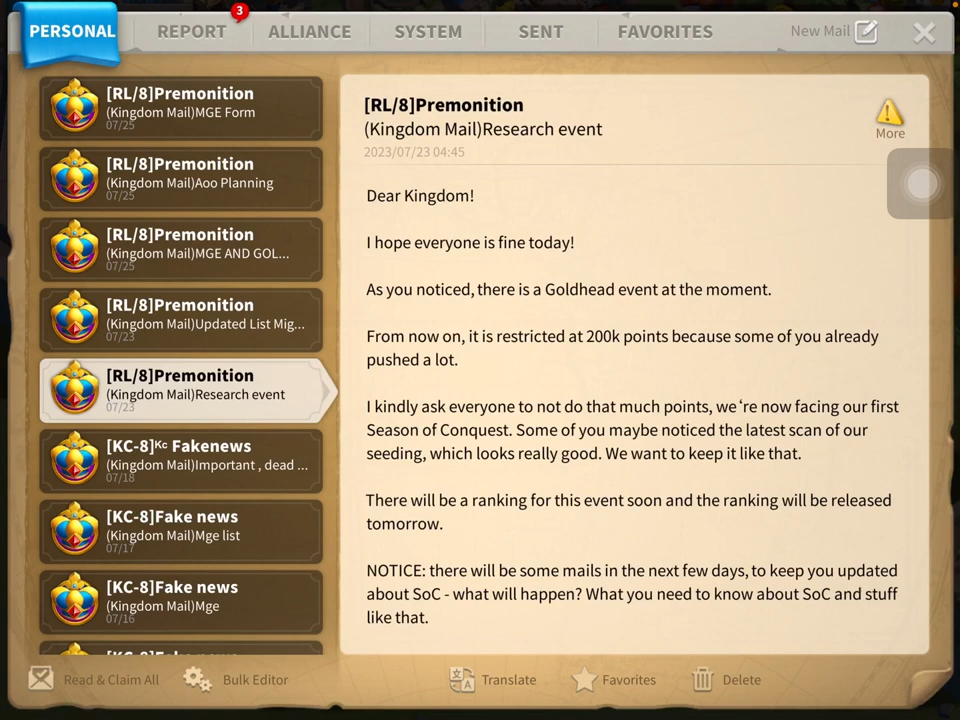 PERSONAL
REPORT
3
ALLIANCE
SYSTEM
SENT
FAVORITES
New Mail
[RL/8]Premonition
(Kingdom Mail)MGE Form
07/25
[RL/8]Premonition
(Kingdom Mail)Aoo Planning
07/25
[RL/8]Premonition
(Kingdom Mail)MGE AND GOL...
07/25
[RL/8]Premonition
(Kingdom Mail)Updated List Mig...
07/23
[RL/8]Premonition
(Kingdom Mail)Research event
07/23
[KC-8]ᴷᶜ Fakenews
(Kingdom Mail)Important , dead ...
07/18
[KC-8]Fake news
(Kingdom Mail)Mge list
07/17
[KC-8]Fake news
(Kingdom Mail)Mge
07/16
[RL/8]Premonition
(Kingdom Mail)Research event
2023/07/23 04:45
More
Dear Kingdom!
I hope everyone is fine today!
As you noticed, there is a Goldhead event at the moment.
From now on, it is restricted at 200k points because some of you already
pushed a lot.
I kindly ask everyone to not do that much points, we‘re now facing our first
Season of Conquest. Some of you maybe noticed the latest scan of our
seeding, which looks really good. We want to keep it like that.
There will be a ranking for this event soon and the ranking will be released
tomorrow.
NOTICE: there will be some mails in the next few days, to keep you updated
about SoC - what will happen? What you need to know about SoC and stuff
like that.
Read & Claim All
Bulk Editor
Translate
Favorites
Delete